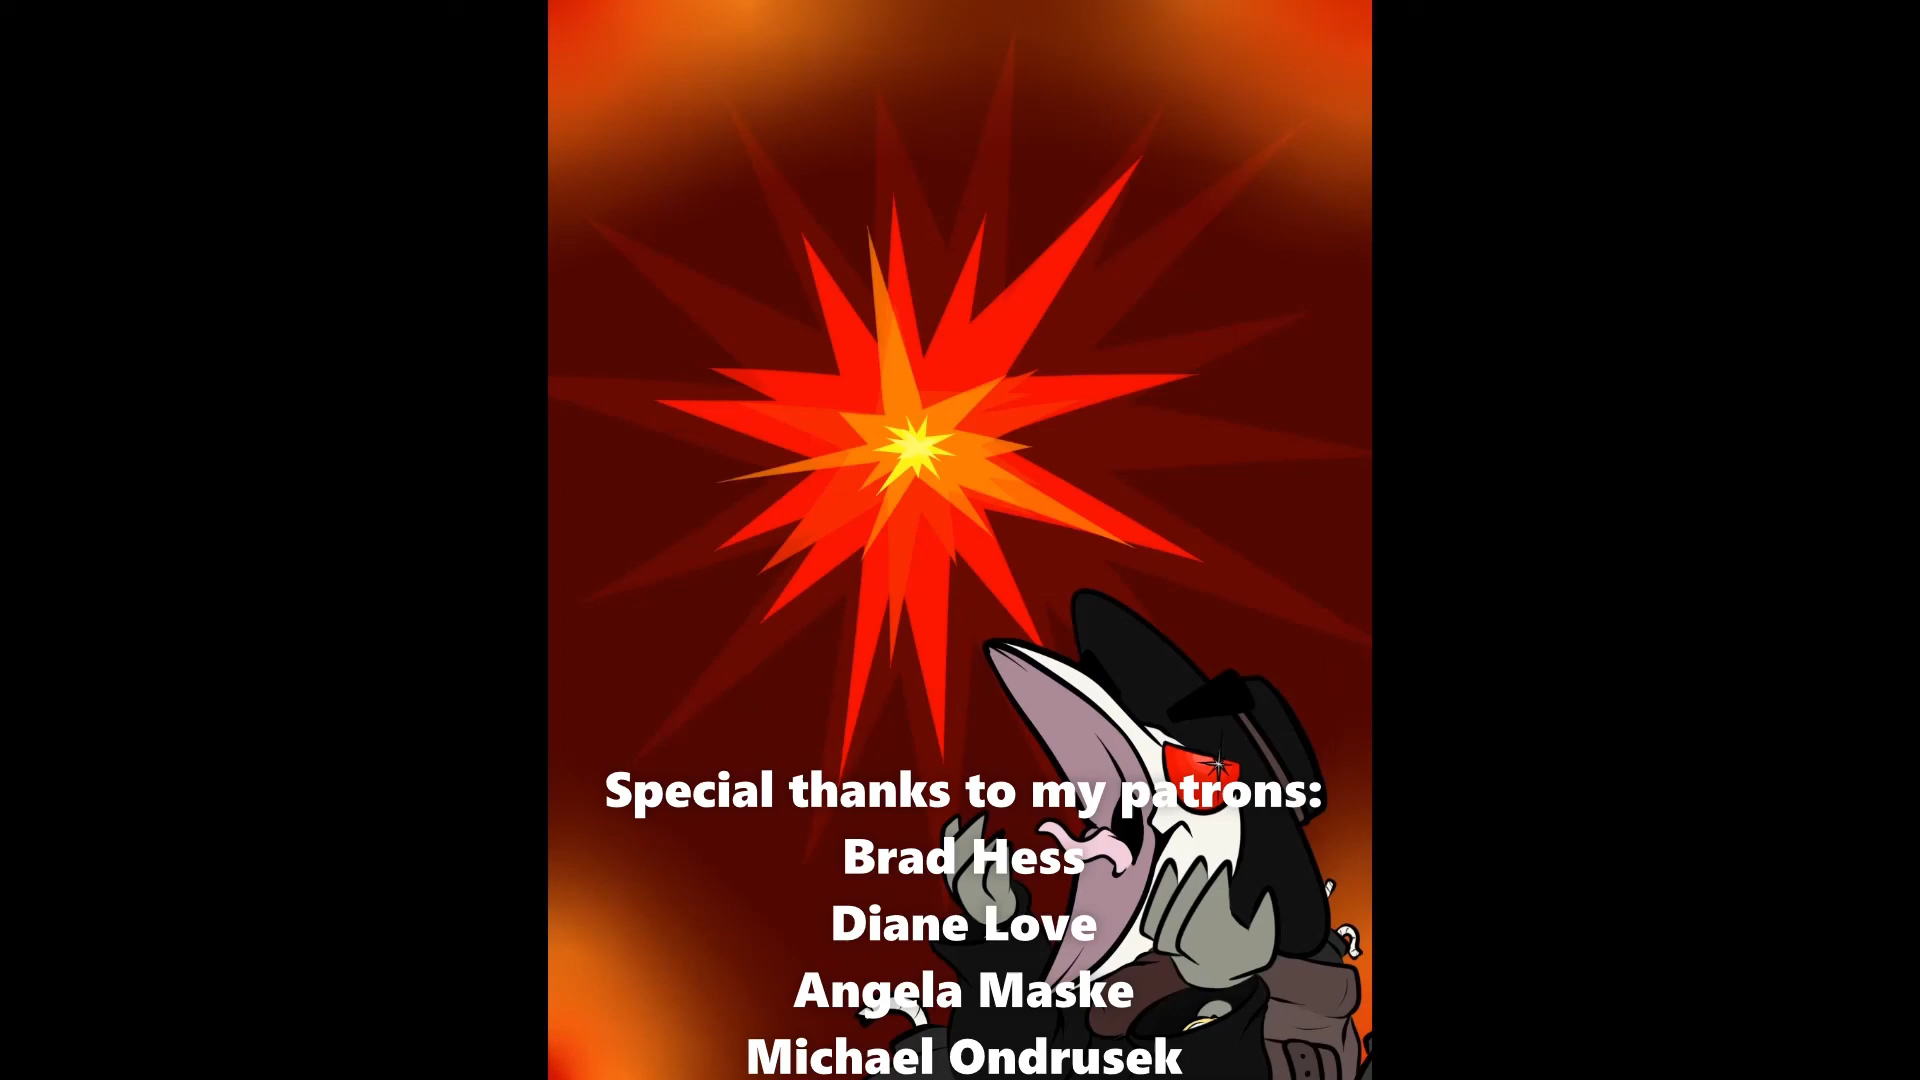 Special thanks to my patrons:
Brad Hess
Diane Love
Angela Maske
Michael Ondrusek